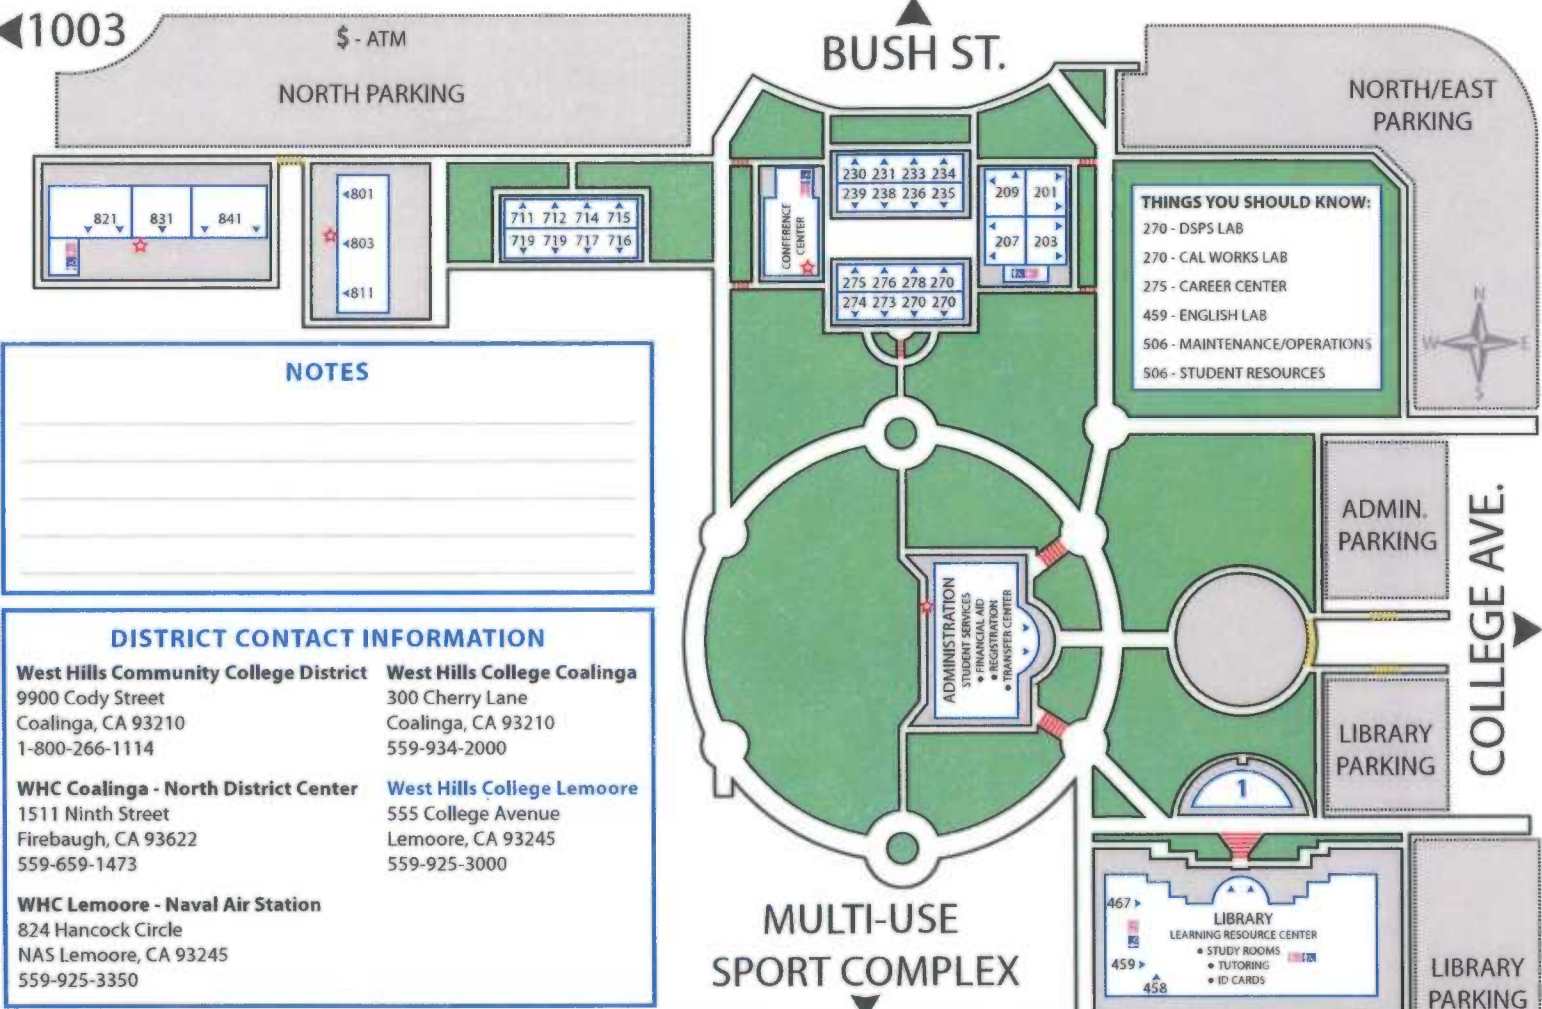 1003
$ - ATM
NORTH PARKING
BUSH ST.
NORTH/EAST
PARKING
821 831 841
801
803
811
711 712 714 715
719 719 717 716
CONFERENCE
CENTER
230 231 233 234
239 238 236 235
209 201
207 203
275 276 278 270
274 273 270 270
THINGS YOU SHOULD KNOW:
270 - DSPS LAB
270 - CAL WORKS LAB
275 - CAREER CENTER
459 - ENGLISH LAB
506 - MAINTENANCE/OPERATIONS
506 - STUDENT RESOURCES
N
W E
S
NOTES
ADMIN.
PARKING
COLLEGE AVE.
ADMINISTRATION
STUDENT SERVICES
• FINANCIAL AID
• REGISTRATION
• TRANSFER CENTER
LIBRARY
PARKING
1
DISTRICT CONTACT INFORMATION
West Hills Community College District
9900 Cody Street
Coalinga, CA 93210
1-800-266-1114
West Hills College Coalinga
300 Cherry Lane
Coalinga, CA 93210
559-934-2000
WHC Coalinga - North District Center
1511 Ninth Street
Firebaugh, CA 93622
559-659-1473
West Hills College Lemoore
555 College Avenue
Lemoore, CA 93245
559-925-3000
WHC Lemoore - Naval Air Station
824 Hancock Circle
NAS Lemoore, CA 93245
559-925-3350
MULTI-USE
SPORT COMPLEX
467
459
458
LIBRARY
LEARNING RESOURCE CENTER
• STUDY ROOMS
• TUTORING
• ID CARDS
LIBRARY
PARKING